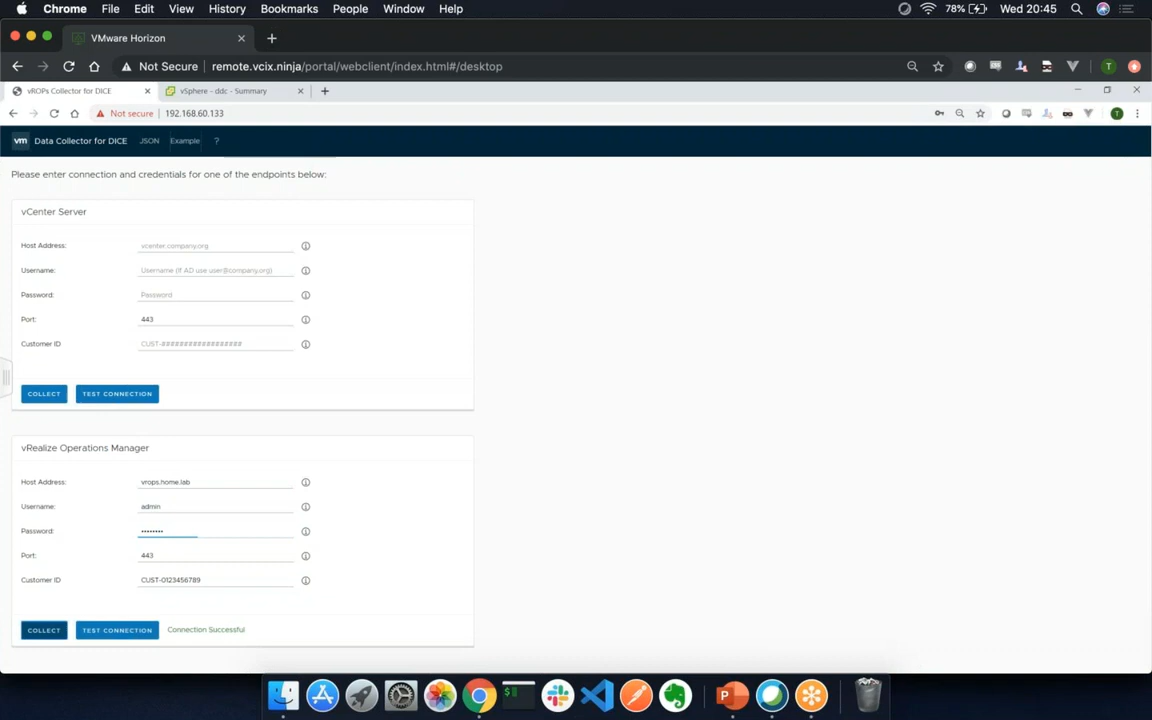 Chrome File Edit View History Bookmarks People Window Help 78% Wed 20:45
VMware Horizon
Not Secure remote.vcix.ninja/portal/webclient/index.html#/desktop
vROPs Collector for DICE vSphere - ddc - Summary
Not secure 192.168.60.133
vm Data Collector for DICE JSON Example ?
Please enter connection and credentials for one of the endpoints below:
vCenter Server
Host Address: vcenter.company.org
Username: Username (if AD use user@company.org)
Password: Password
Port: 443
Customer ID CUST-##################
COLLECT TEST CONNECTION
vRealize Operations Manager
Host Address: vrops.home.lab
Username: admin
Password: ••••••••
Port: 443
Customer ID CUST-0123456789
COLLECT TEST CONNECTION Connection Successful